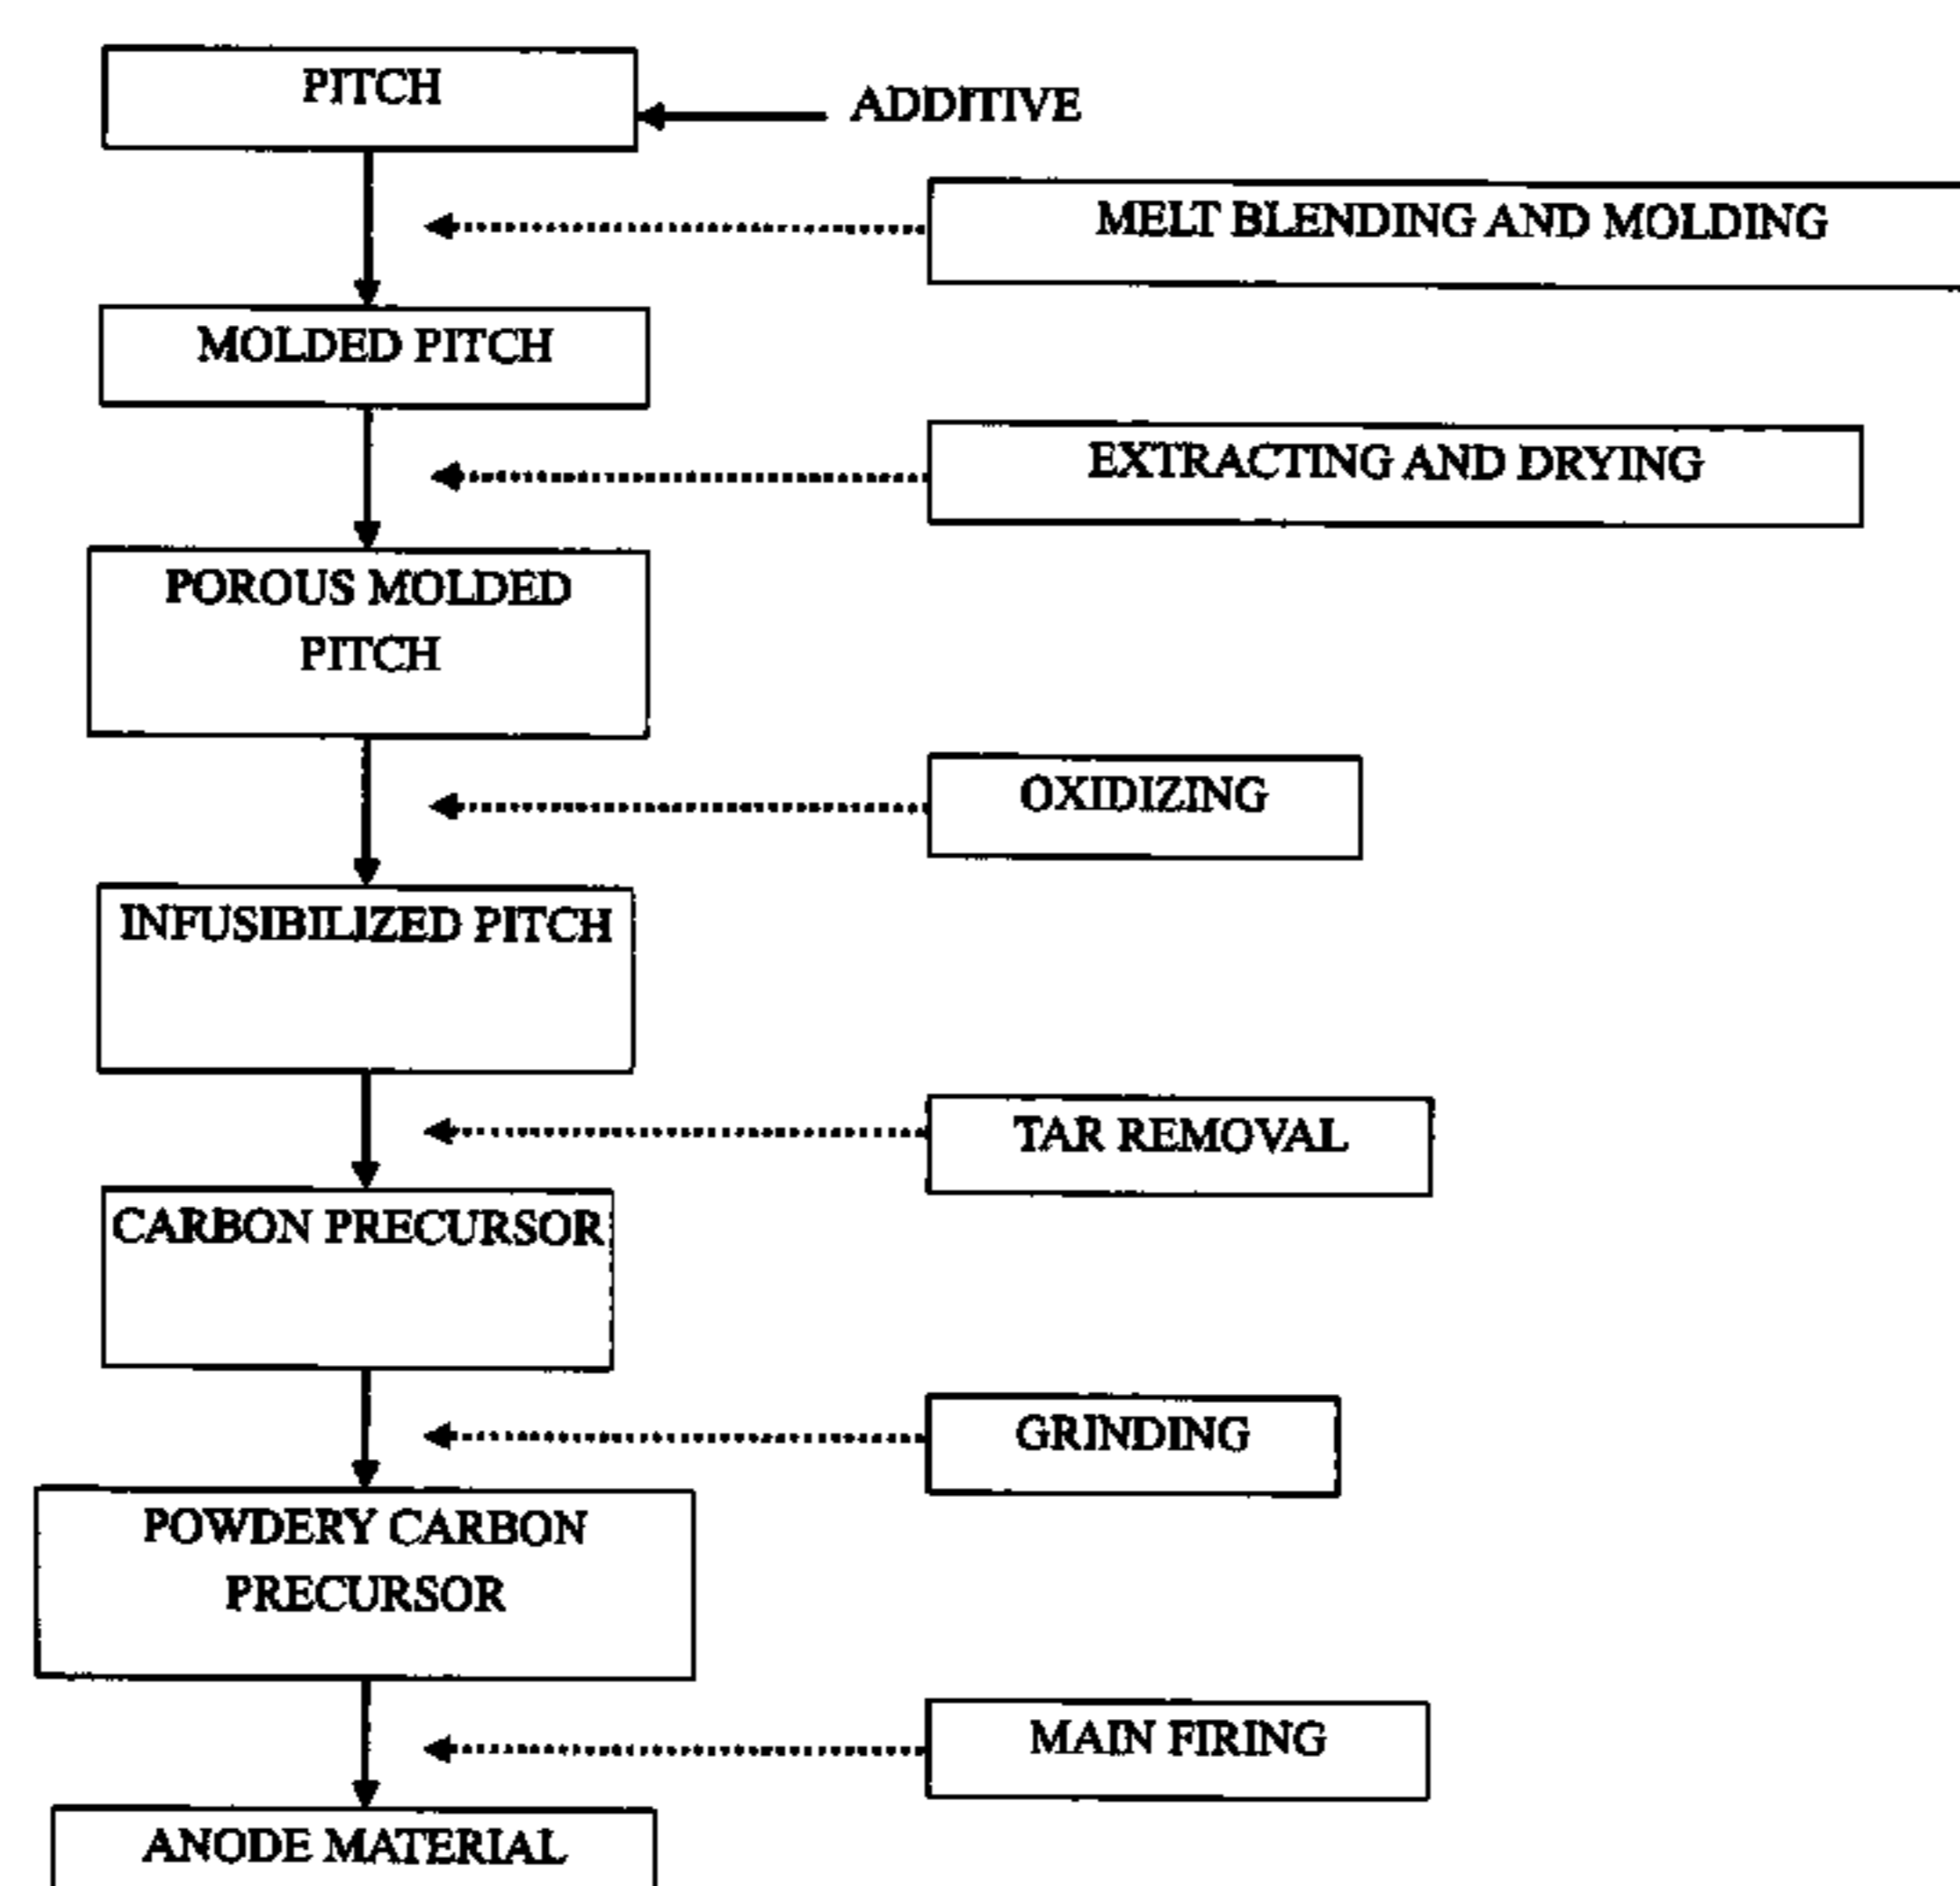 PITCH
ADDITIVE
MELT BLENDING AND MOLDING
MOLDED PITCH
EXTRACTING AND DRYING
POROUS MOLDED
PITCH
OXIDIZING
INFUSIBILIZED PITCH
TAR REMOVAL
CARBON PRECURSOR
GRINDING
POWDERY CARBON
PRECURSOR
MAIN FIRING
ANODE MATERIAL